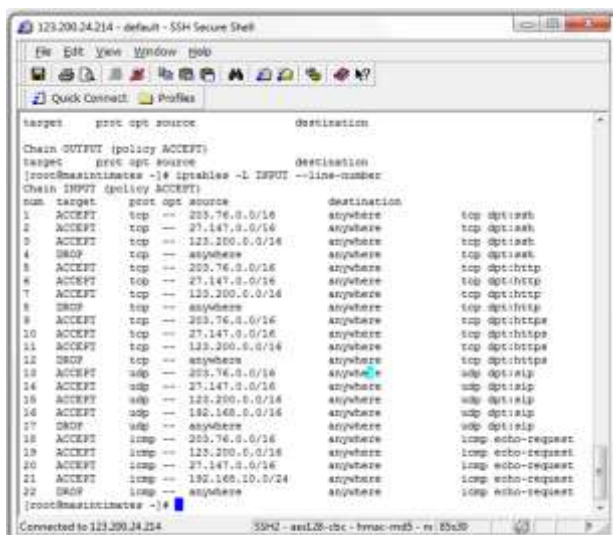 123.200.24.214 - default - SSH Secure Shell
File Edit View Window Help
Quick Connect Profiles
target prot opt source destination
Chain OUTPUT (policy ACCEPT)
target prot opt source destination
[root@masintimates ~]# iptables -L INPUT --line-number
Chain INPUT (policy ACCEPT)
num target prot opt source destination
1 ACCEPT tcp -- 203.76.0.0/16 anywhere tcp dpt:ssh
2 ACCEPT tcp -- 27.147.0.0/16 anywhere tcp dpt:ssh
3 ACCEPT tcp -- 123.200.0.0/16 anywhere tcp dpt:ssh
4 DROP tcp -- anywhere anywhere tcp dpt:ssh
5 ACCEPT tcp -- 203.76.0.0/16 anywhere tcp dpt:http
6 ACCEPT tcp -- 27.147.0.0/16 anywhere tcp dpt:http
7 ACCEPT tcp -- 123.200.0.0/16 anywhere tcp dpt:http
8 DROP tcp -- anywhere anywhere tcp dpt:http
9 ACCEPT tcp -- 203.76.0.0/16 anywhere tcp dpt:https
10 ACCEPT tcp -- 27.147.0.0/16 anywhere tcp dpt:https
11 ACCEPT tcp -- 123.200.0.0/16 anywhere tcp dpt:https
12 DROP tcp -- anywhere anywhere tcp dpt:https
13 ACCEPT udp -- 203.76.0.0/16 anywhere udp dpt:sip
14 ACCEPT udp -- 27.147.0.0/16 anywhere udp dpt:sip
15 ACCEPT udp -- 123.200.0.0/16 anywhere udp dpt:sip
16 ACCEPT udp -- 192.168.0.0/16 anywhere udp dpt:sip
17 DROP udp -- anywhere anywhere udp dpt:sip
18 ACCEPT icmp -- 203.76.0.0/16 anywhere icmp echo-request
19 ACCEPT icmp -- 123.200.0.0/16 anywhere icmp echo-request
20 ACCEPT icmp -- 27.147.0.0/16 anywhere icmp echo-request
21 ACCEPT icmp -- 192.168.10.0/24 anywhere icmp echo-request
22 DROP icmp -- anywhere anywhere icmp echo-request
[root@masintimates ~]#
Connected to 123.200.24.214 SSH2 - aes128-cbc - hmac-md5 - n 85x30